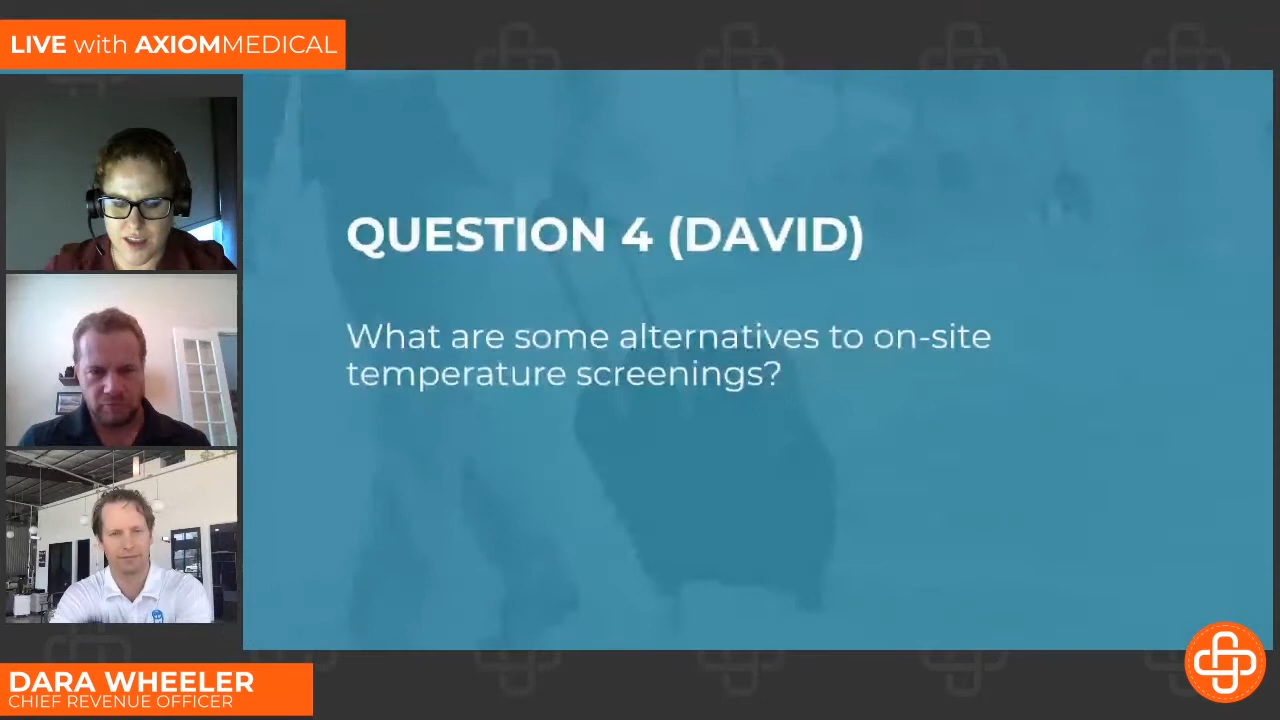 LIVE with AXIOMMEDICAL
QUESTION 4 (DAVID)
What are some alternatives to on-site
temperature screenings?
DARA WHEELER
CHIEF REVENUE OFFICER